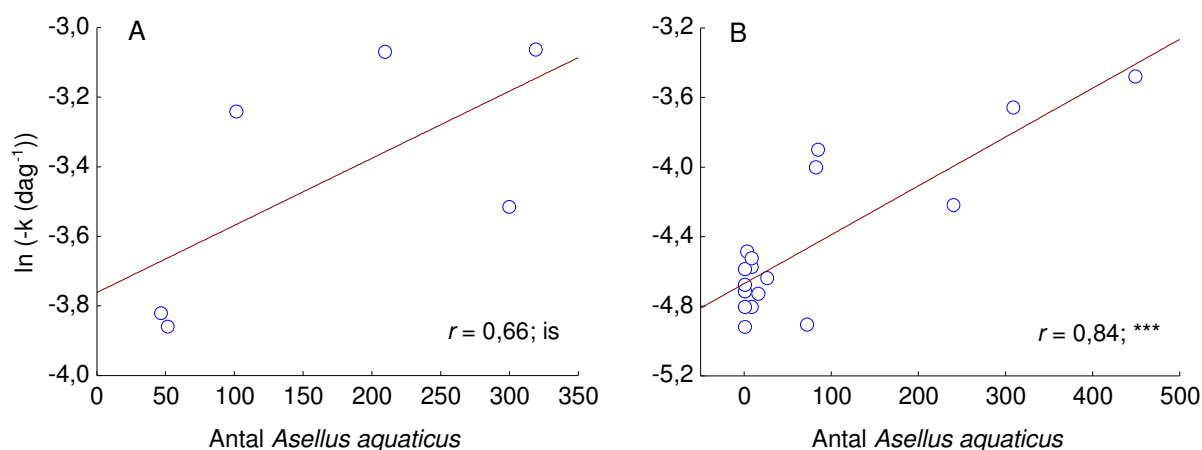 A
-3,0
-3,2
-3,4
-3,6
-3,8
-4,0
ln (-k (dag⁻¹))
0 50 100 150 200 250 300 350
r = 0,66; is
Antal Asellus aquaticus
B
-3,2
-3,6
-4,0
-4,4
-4,8
-5,2
0 100 200 300 400 500
r = 0,84; ***
Antal Asellus aquaticus